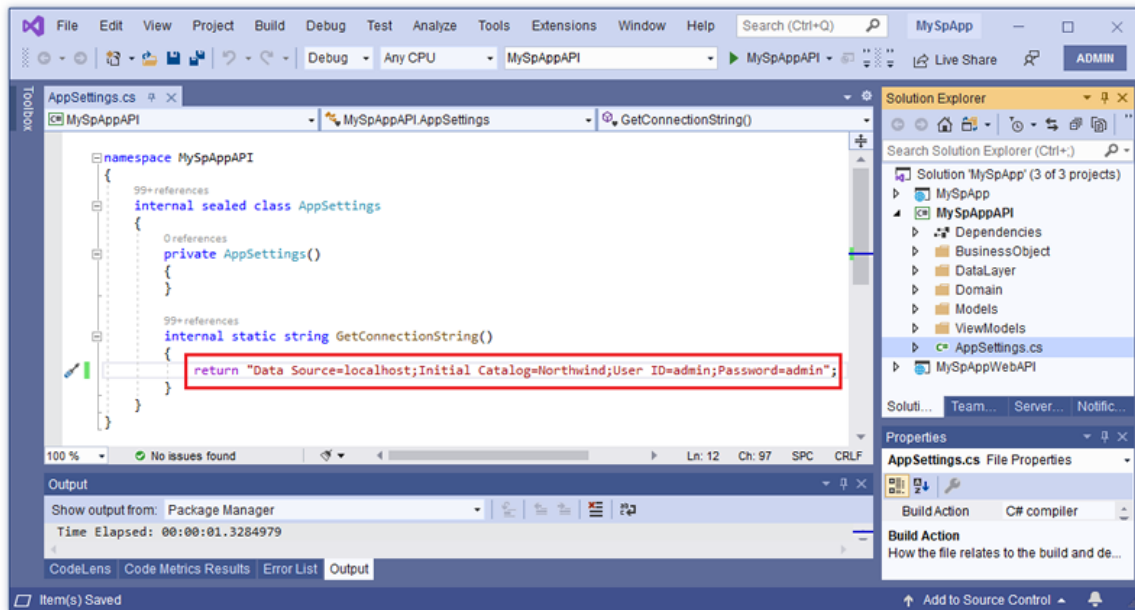 File Edit View Project Build Debug Test Analyze Tools Extensions Window Help Search (Ctrl+Q) MySpApp
Debug Any CPU MySpAppAPI MySpAppAPI Live Share ADMIN
Toolbox
AppSettings.cs
MySpAppAPI MySpAppAPI.AppSettings GetConnectionString()
namespace MySpAppAPI
{
99+ references
internal sealed class AppSettings
{
0 references
private AppSettings()
{
}
99+ references
internal static string GetConnectionString()
{
return "Data Source=localhost;Initial Catalog=Northwind;User ID=admin;Password=admin";
}
}
}
100 % No issues found Ln: 12 Ch: 97 SPC CRLF
Output
Show output from: Package Manager
Time Elapsed: 00:00:01.3284979
CodeLens Code Metrics Results Error List Output
Solution Explorer
Search Solution Explorer (Ctrl+;)
Solution 'MySpApp' (3 of 3 projects)
MySpApp
MySpAppAPI
Dependencies
BusinessObject
DataLayer
Domain
Models
ViewModels
C# AppSettings.cs
MySpAppWebAPI
Soluti... Team... Server... Notific...
Properties
AppSettings.cs File Properties
Build Action C# compiler
Build Action
How the file relates to the build and de...
Item(s) Saved Add to Source Control